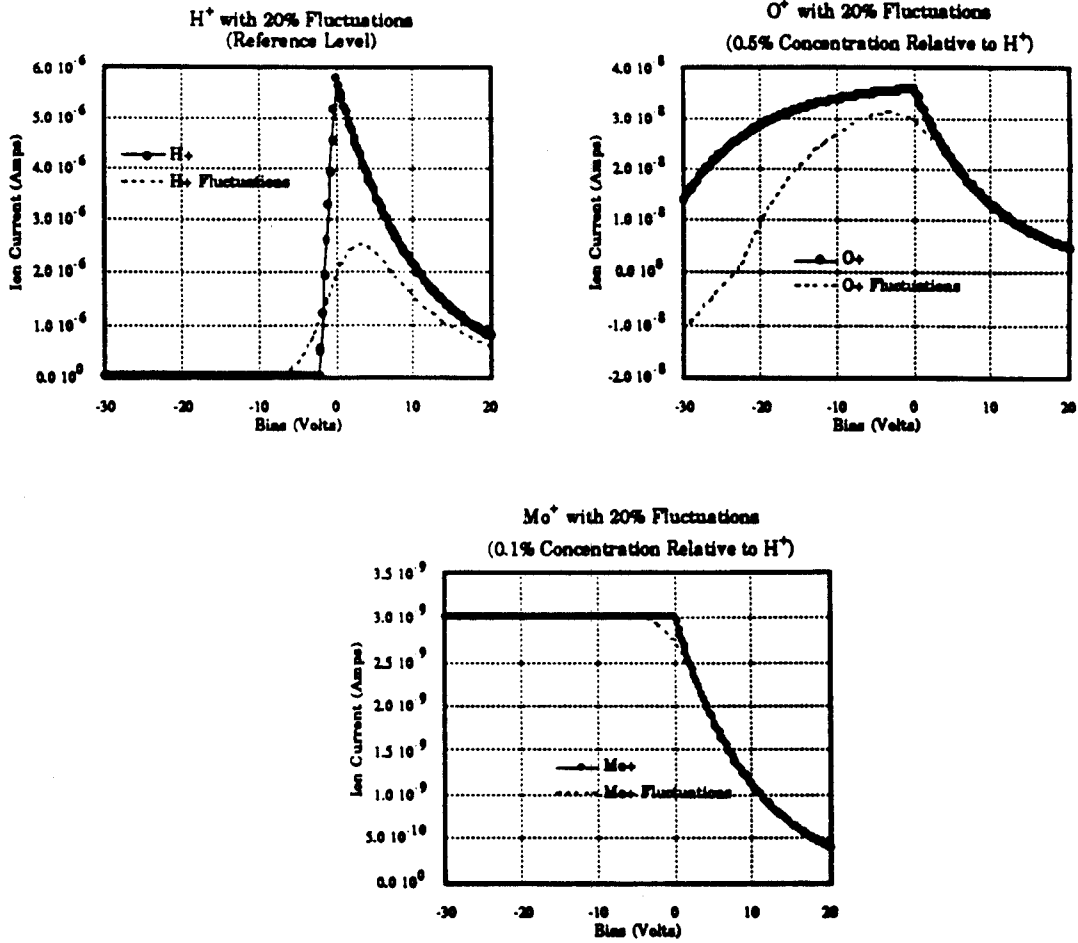 H⁺ with 20% Fluctuations
(Reference Level)
Ion Current (Amps)
6.0 10⁻⁶
5.0 10⁻⁶
4.0 10⁻⁶
3.0 10⁻⁶
2.0 10⁻⁶
1.0 10⁻⁶
0.0 10⁰
H+
H+ Fluctuations
-30 -20 -10 0 10 20
Bias (Volts)
O⁺ with 20% Fluctuations
(0.5% Concentration Relative to H⁺)
Ion Current (Amps)
4.0 10⁻⁸
3.0 10⁻⁸
2.0 10⁻⁸
1.0 10⁻⁸
0.0 10⁰
-1.0 10⁻⁸
-2.0 10⁻⁸
O+
O+ Fluctuations
-30 -20 -10 0 10 20
Bias (Volts)
Mo⁺ with 20% Fluctuations
(0.1% Concentration Relative to H⁺)
Ion Current (Amps)
3.5 10⁻⁹
3.0 10⁻⁹
2.5 10⁻⁹
2.0 10⁻⁹
1.5 10⁻⁹
1.0 10⁻⁹
5.0 10⁻¹⁰
0.0 10⁰
Mo+
Mo+ Fluctuations
-30 -20 -10 0 10 20
Bias (Volts)